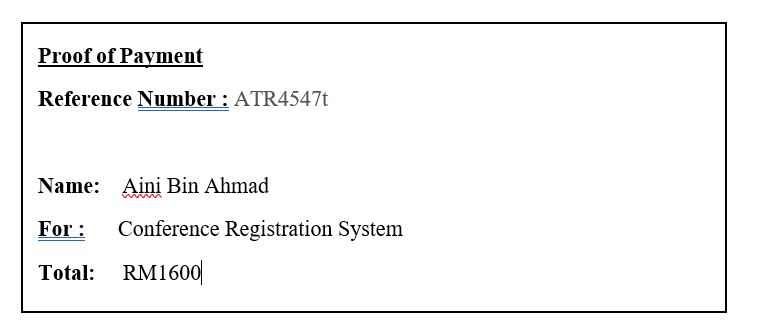 Proof of Payment
Reference Number : ATR4547t
Name: Aini Bin Ahmad
For : Conference Registration System
Total: RM1600